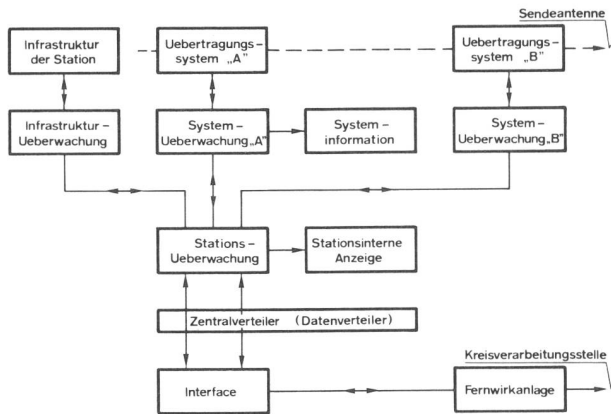 Sendeantenne
Infrastruktur
der Station
Uebertragungs–
system „A"
Uebertragungs–
system „B"
Infrastruktur–
Ueberwachung
System–
Ueberwachung„A"
System–
information
System–
Ueberwachung„B"
Stations–
Ueberwachung
Stationsinterne
Anzeige
Zentralverteiler (Datenverteiler)
Kreisverarbeitungsstelle
Interface
Fernwirkanlage